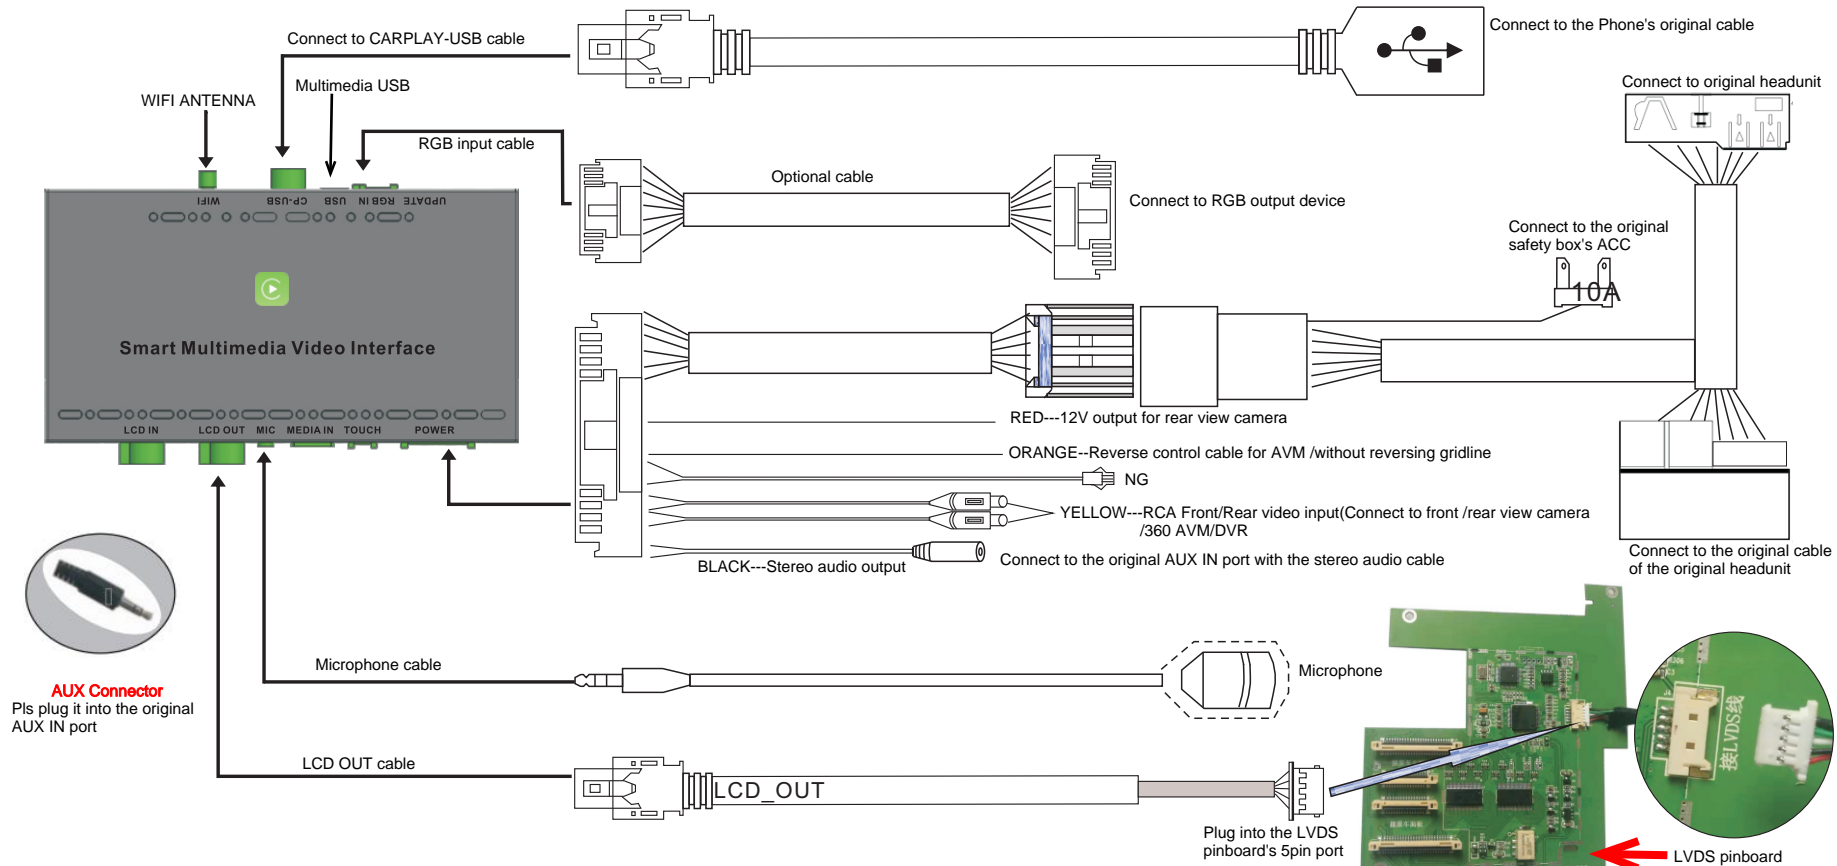 Connect to CARPLAY-USB cable
Connect to the Phone's original cable
Multimedia USB
WIFI ANTENNA
RGB input cable
Connect to original headunit
Optional cable
Connect to RGB output device
Connect to the original
safety box's ACC
10A
WIFI
CP-USB
USB
RGB IN
UPDATE
Smart Multimedia Video Interface
LCD IN
LCD OUT
MIC
MEDIA IN
TOUCH
POWER
RED---12V output for rear view camera
ORANGE--Reverse control cable for AVM /without reversing gridline
NG
YELLOW---RCA Front/Rear video input(Connect to front /rear view camera
/360 AVM/DVR
BLACK---Stereo audio output
Connect to the original AUX IN port with the stereo audio cable
Connect to the original cable
of the original headunit
Microphone cable
Microphone
AUX Connector
Pls plug it into the original
AUX IN port
LCD OUT cable
LCD_OUT
接LVDS线
Plug into the LVDS
pinboard's 5pin port
LVDS pinboard